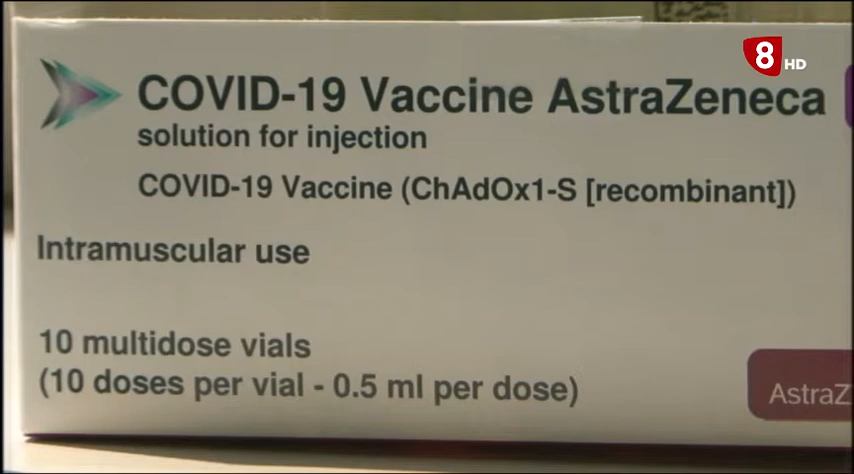 8 HD
COVID-19 Vaccine AstraZeneca
solution for injection
COVID-19 Vaccine (ChAdOx1-S [recombinant])
Intramuscular use
10 multidose vials
(10 doses per vial - 0.5 ml per dose)
AstraZ